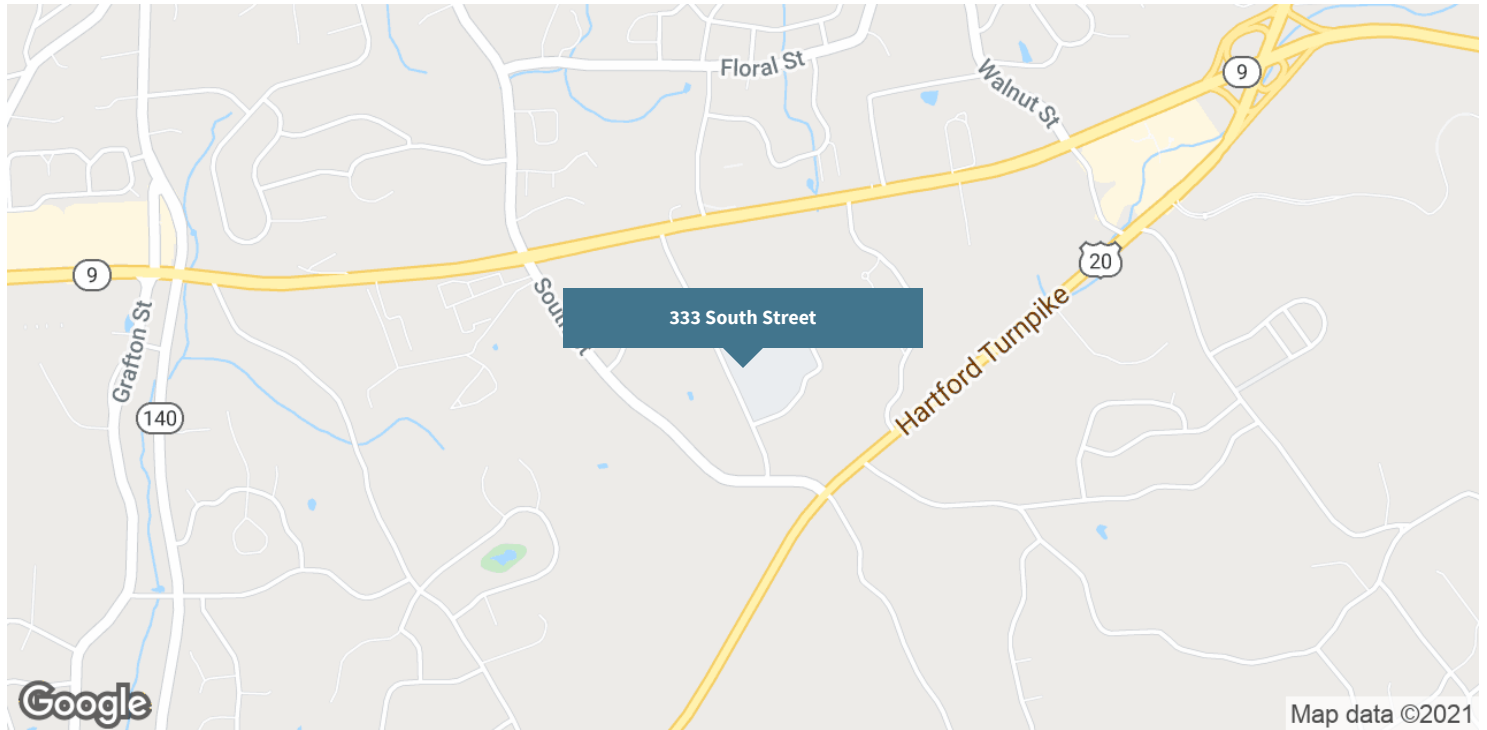 Floral St
Walnut St
9
9
20
South St
333 South Street
Grafton St
Hartford Turnpike
140
Google
Map data ©2021